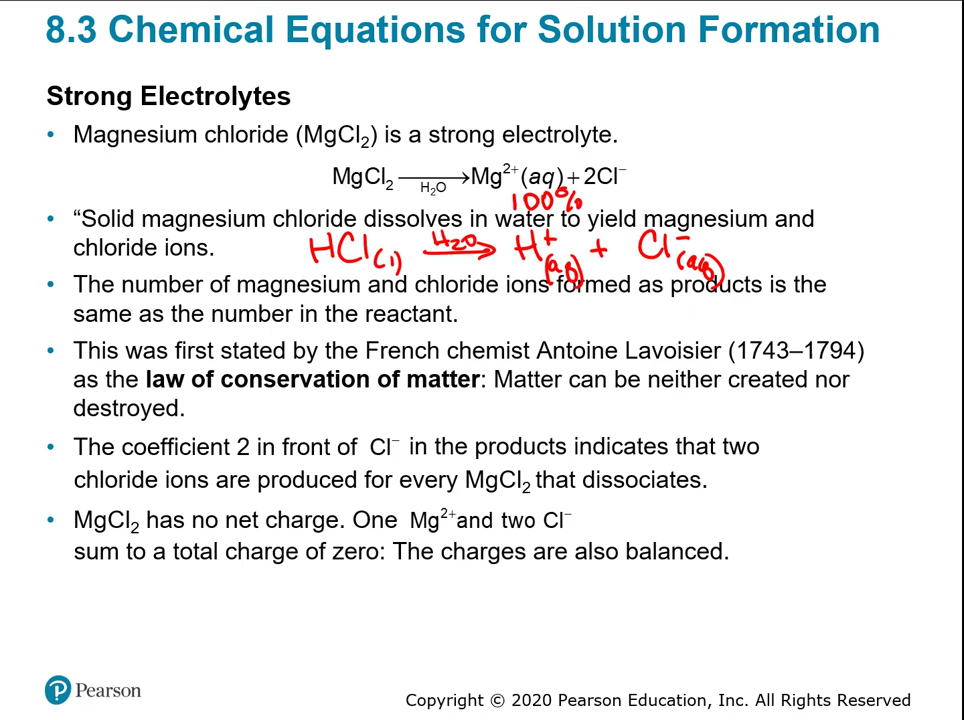 8.3 Chemical Equations for Solution Formation
Strong Electrolytes
• Magnesium chloride (MgCl₂) is a strong electrolyte.
MgCl₂ ⟶ Mg²⁺(aq) + 2Cl⁻
H₂O
100%
• “Solid magnesium chloride dissolves in water to yield magnesium and
chloride ions.
HCl(l) ⟶ H⁺(aq) + Cl⁻(aq)
H₂O
• The number of magnesium and chloride ions formed as products is the
same as the number in the reactant.
• This was first stated by the French chemist Antoine Lavoisier (1743–1794)
as the law of conservation of matter: Matter can be neither created nor
destroyed.
• The coefficient 2 in front of Cl⁻ in the products indicates that two
chloride ions are produced for every MgCl₂ that dissociates.
• MgCl₂ has no net charge. One Mg²⁺and two Cl⁻
sum to a total charge of zero: The charges are also balanced.
P Pearson
Copyright © 2020 Pearson Education, Inc. All Rights Reserved